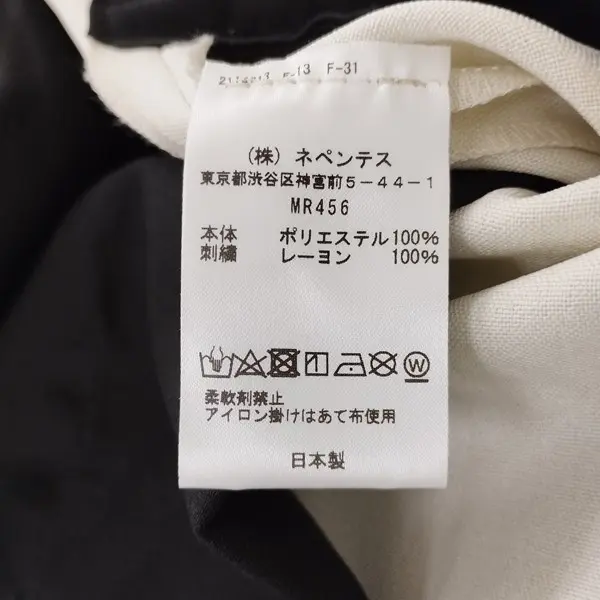 F-31
(株) ネペンテス
東京都渋谷区神宮前5-44-1
MR456
本体 ポリエステル100%
刺繍 レーヨン 100%
W
柔軟剤禁止
アイロン掛けはあて布使用
日本製